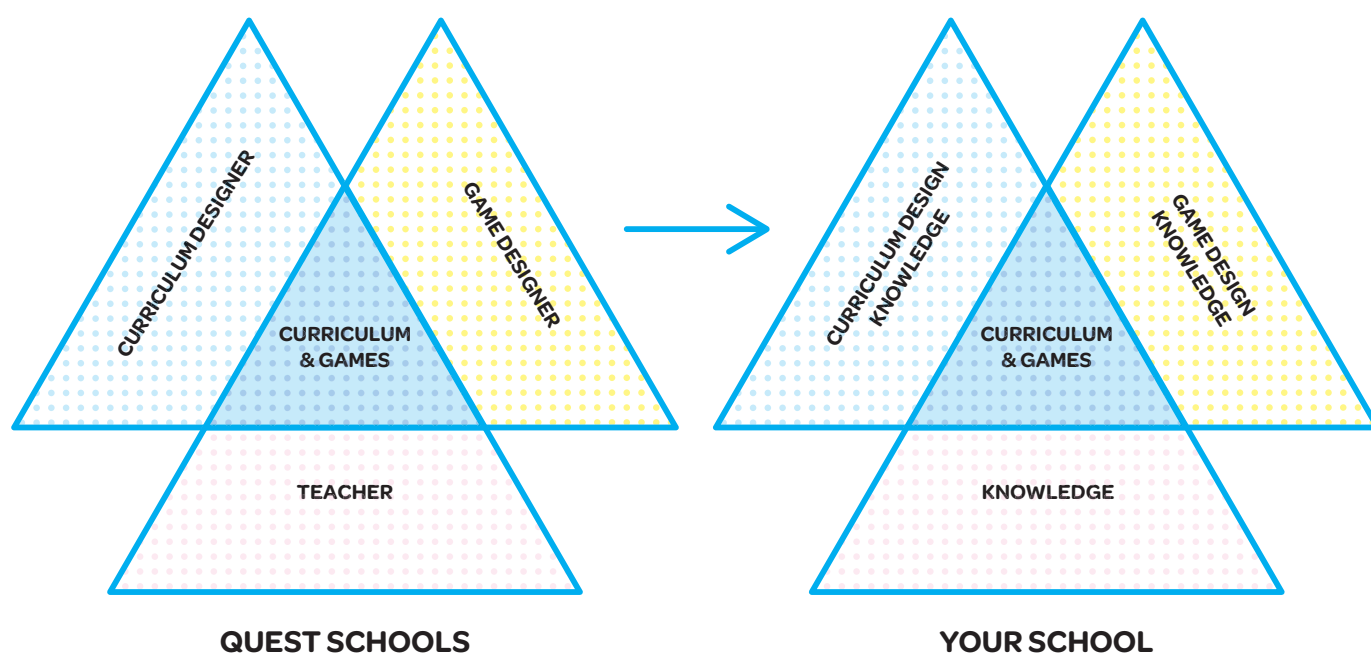 CURRICULUM DESIGNER
GAME DESIGNER
CURRICULUM
& GAMES
TEACHER
QUEST SCHOOLS
CURRICULUM DESIGN
KNOWLEDGE
GAME DESIGN
KNOWLEDGE
CURRICULUM
& GAMES
KNOWLEDGE
YOUR SCHOOL